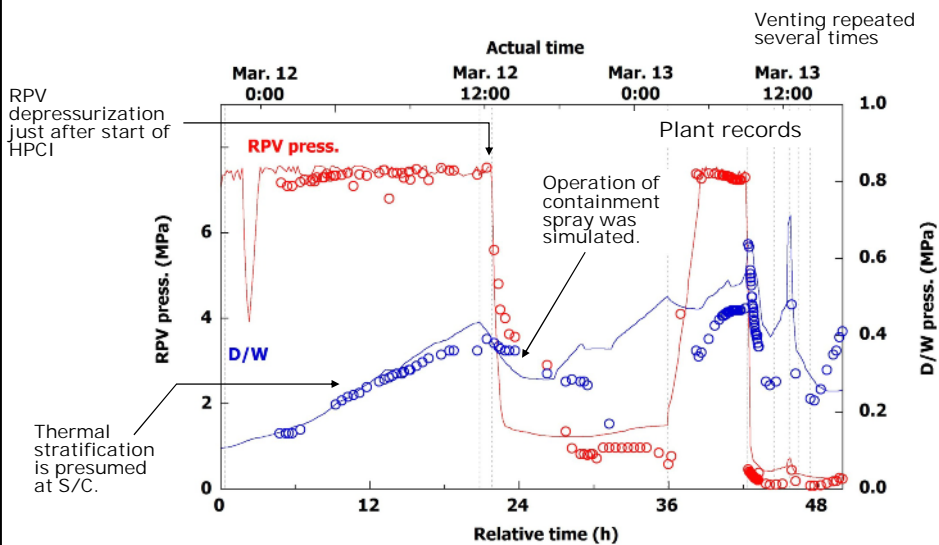 Venting repeated
several times
Actual time
Mar. 12
0:00
Mar. 12
12:00
Mar. 13
0:00
Mar. 13
12:00
RPV
depressurization
just after start of
HPCI
RPV press.
Plant records
Operation of
containment
spray was
simulated.
D/W
Thermal
stratification
is presumed
at S/C.
RPV press. (MPa)
6
4
2
0
D/W press. (MPa)
1.0
0.8
0.6
0.4
0.2
0.0
0
12
24
36
48
Relative time (h)